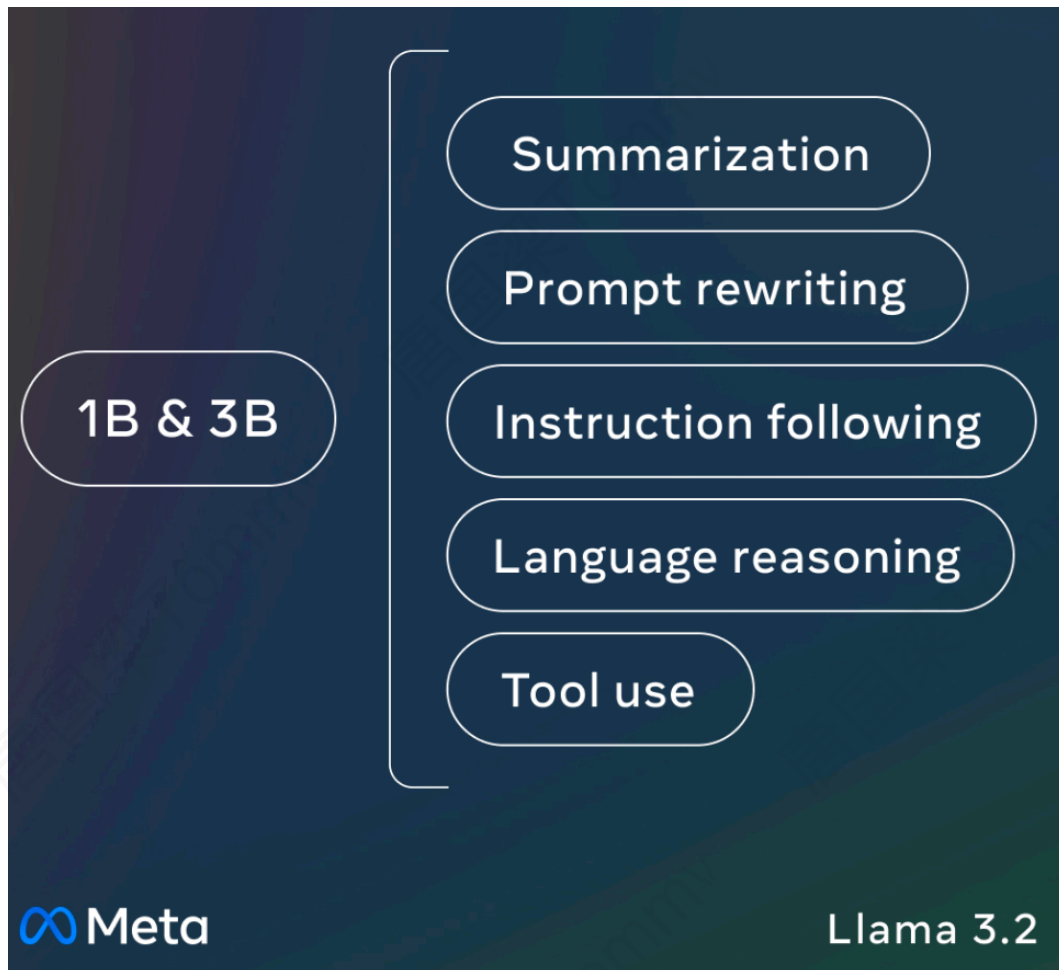 1B & 3B
Summarization
Prompt rewriting
Instruction following
Language reasoning
Tool use
Meta
Llama 3.2